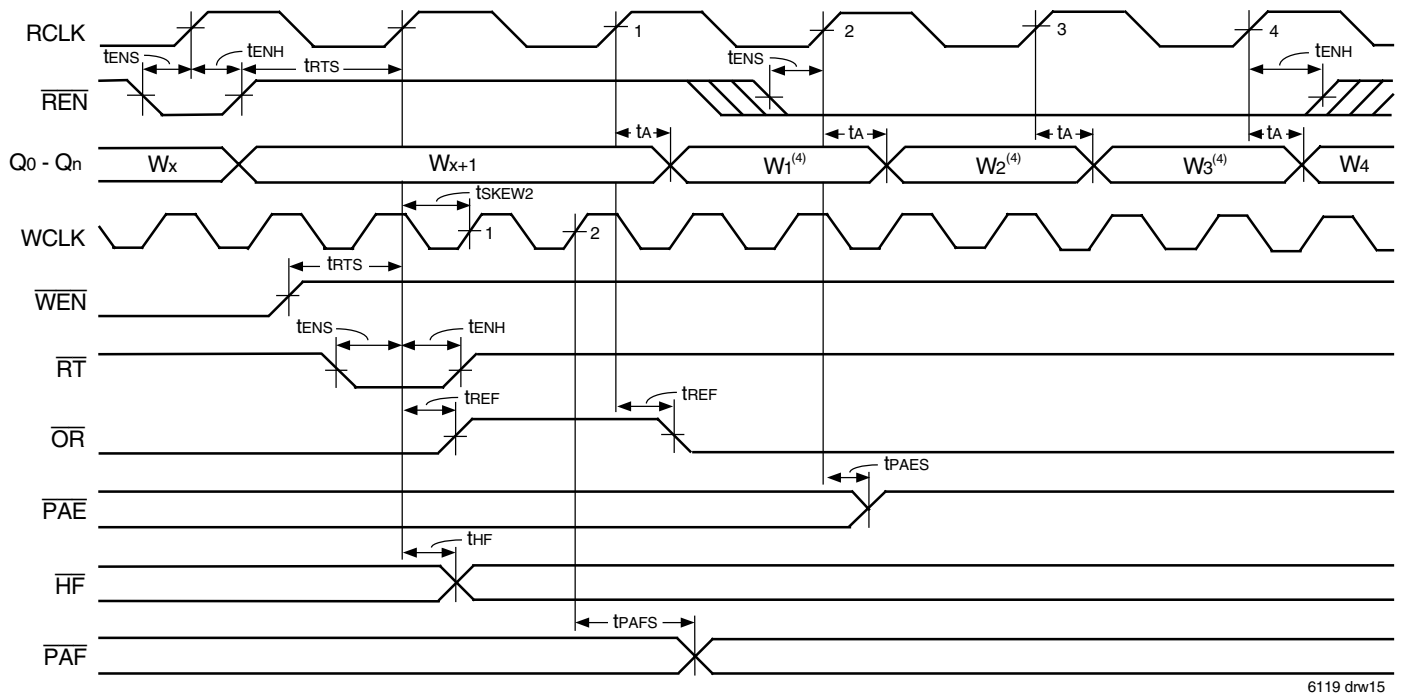 RCLK
1
2
3
4
tENS
tENH
tRTS
tENS
tENH
REN
tA
tA
tA
tA
Q0 - Qn
Wx
Wx+1
W1(4)
W2(4)
W3(4)
W4
tSKEW2
WCLK
1
2
tRTS
WEN
tENS
tENH
RT
tREF
tREF
OR
tPAES
PAE
tHF
HF
tPAFS
PAF
6119 drw15